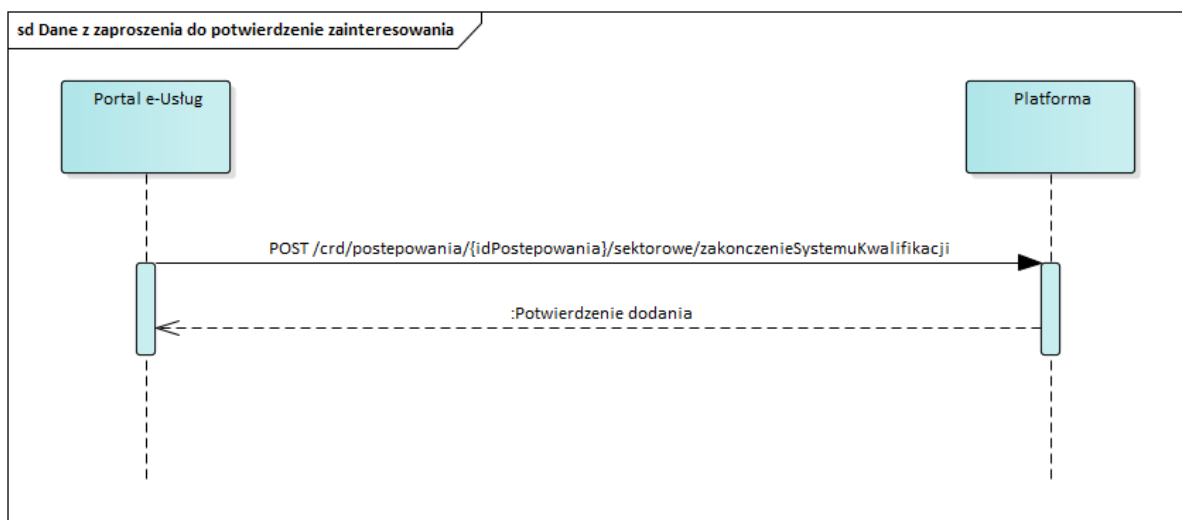 sd Dane z zaproszenia do potwierdzenie zainteresowania
Portal e-Usług
Platforma
POST /crd/postepowania/{idPostepowania}/sektorowe/zakonczenieSystemuKwalifikacji
:Potwierdzenie dodania